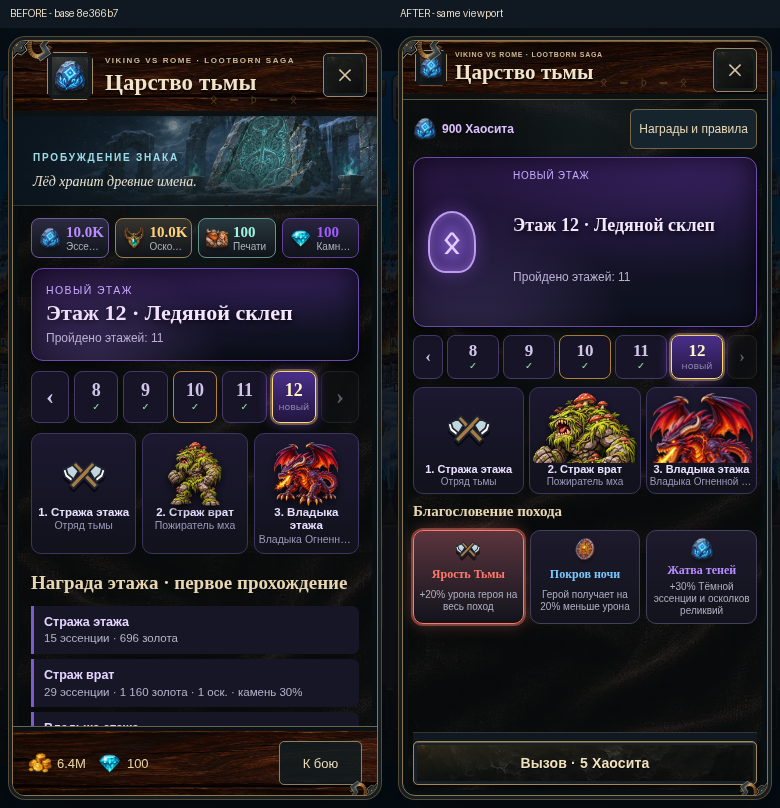 BEFORE - base 8e366b7
VIKING VS ROME · LOOTBORN SAGA
Царство тьмы
×
ПРОБУЖДЕНИЕ ЗНАКА
Лёд хранит древние имена.
10.0K Эссе…
10.0K Оско…
100 Печати
100 Камн…
НОВЫЙ ЭТАЖ
Этаж 12 · Ледяной склеп
Пройдено этажей: 11
‹ 8 ✓ 9 ✓ 10 ✓ 11 ✓ 12 НОВЫЙ ›
1. Стража этажа
Отряд тьмы
2. Страж врат
Пожиратель мха
3. Владыка
этажа
Владыка Огненн…
Награда этажа · первое прохождение
Стража этажа
15 эссенции · 696 золота
Страж врат
29 эссенции · 1 160 золота · 1 оск. · камень 30%
6.4M 100 К бою
AFTER - same viewport
VIKING VS ROME · LOOTBORN SAGA
Царство тьмы
×
900 Хаосита
Награды и правила
НОВЫЙ ЭТАЖ
Этаж 12 · Ледяной склеп
Пройдено этажей: 11
‹ 8 ✓ 9 ✓ 10 ✓ 11 ✓ 12 НОВЫЙ ›
1. Стража этажа
Отряд тьмы
2. Страж врат
Пожиратель мха
3. Владыка этажа
Владыка Огненной …
Благословение похода
Ярость Тьмы
+20% урона героя на
весь поход
Покров ночи
Герой получает на
20% меньше урона
Жатва теней
+30% Тёмной
эссенции и осколков
реликвий
Вызов · 5 Хаосита